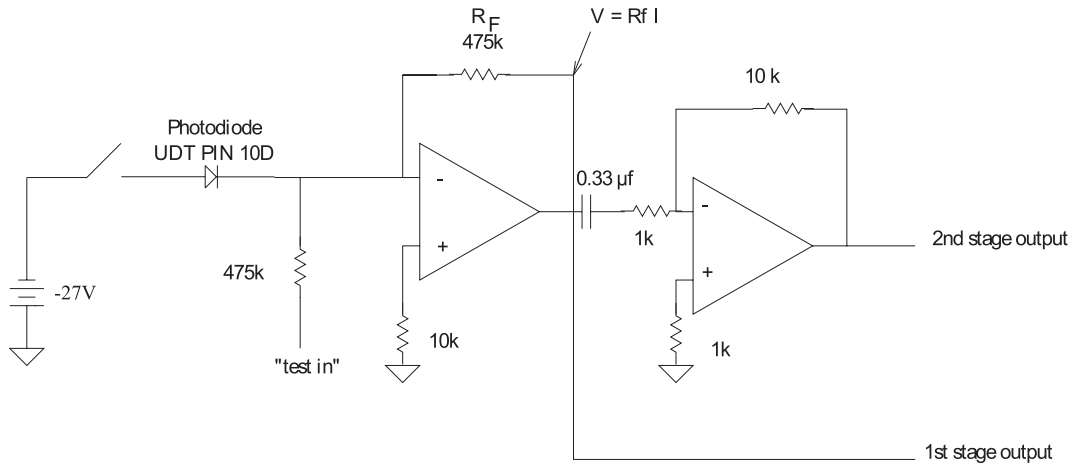 R_F
475k
V = Rf I
10 k
Photodiode
UDT PIN 10D
-
+
0.33 µf
1k
-
+
2nd stage output
475k
-27V
10k
1k
"test in"
1st stage output